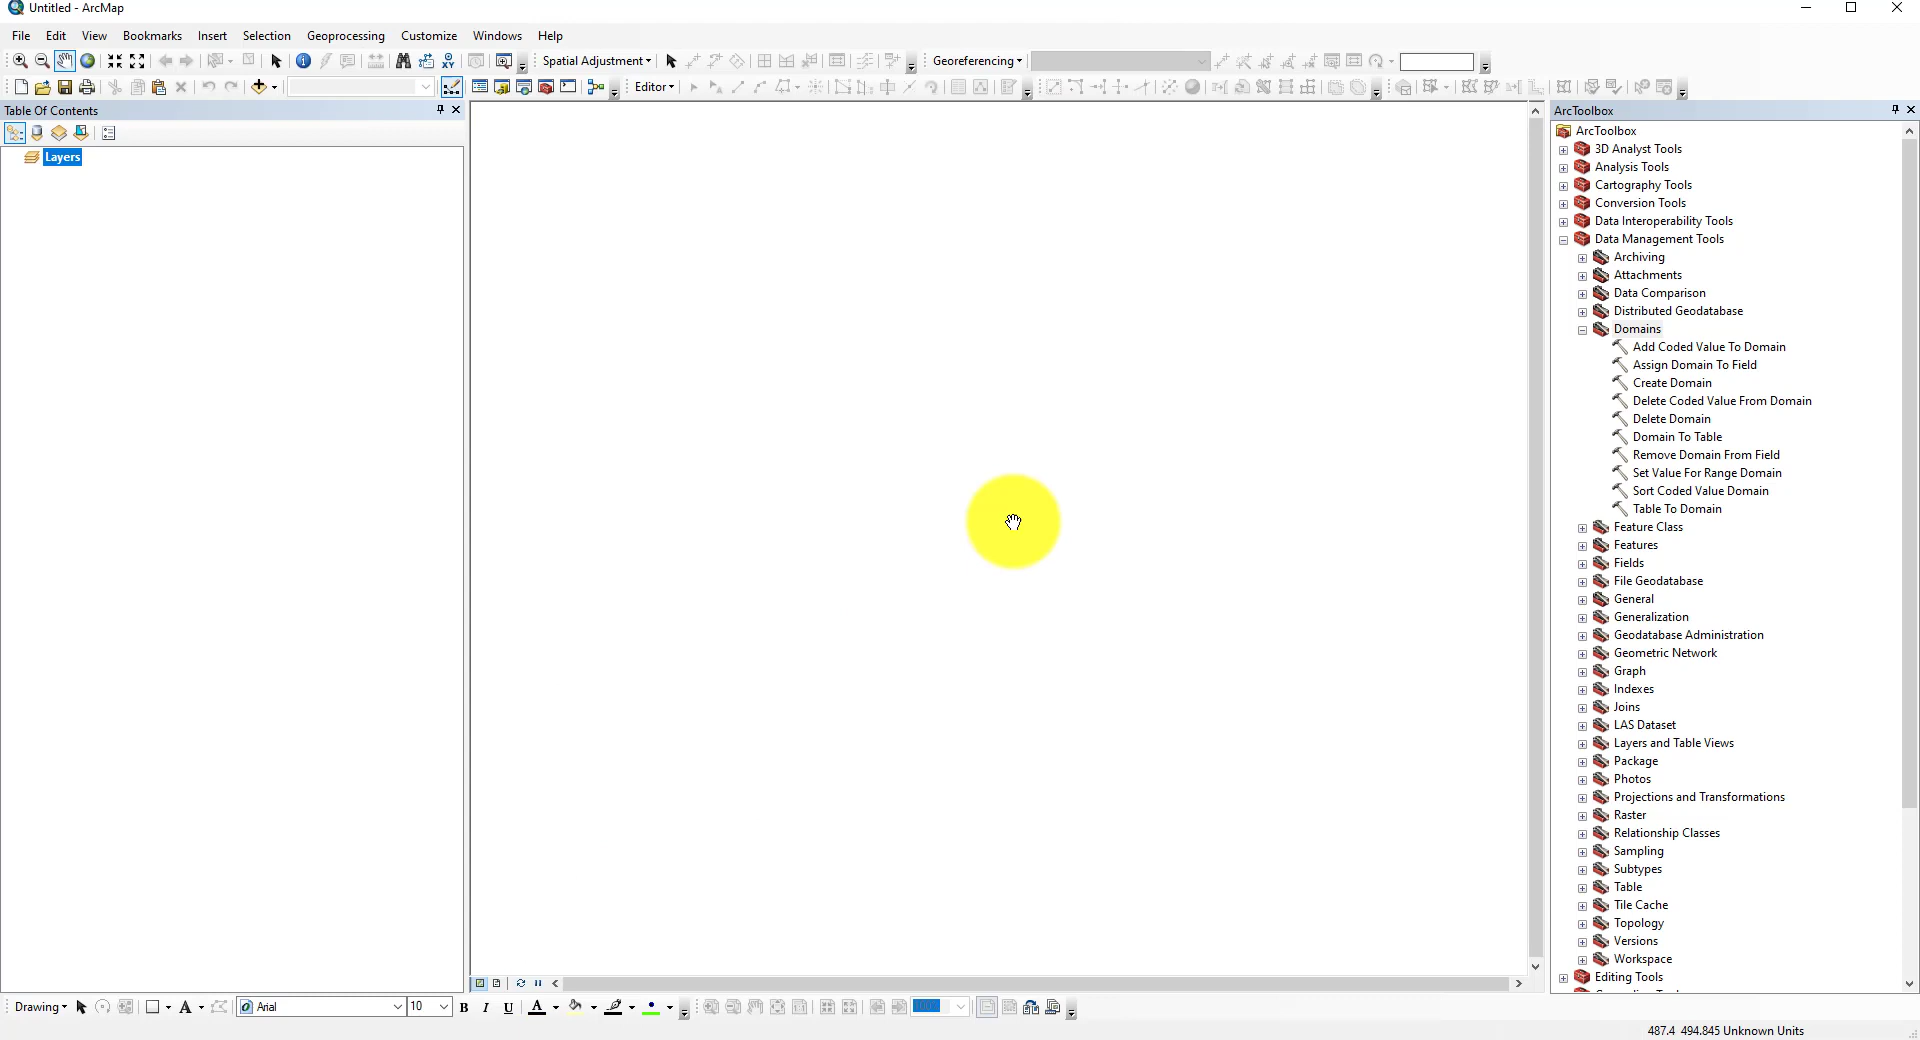 Untitled - ArcMap
File Edit View Bookmarks Insert Selection Geoprocessing Customize Windows Help
Spatial Adjustment Georeferencing
Editor
Table Of Contents
Layers
ArcToolbox
ArcToolbox
3D Analyst Tools
Analysis Tools
Cartography Tools
Conversion Tools
Data Interoperability Tools
Data Management Tools
Archiving
Attachments
Data Comparison
Distributed Geodatabase
Domains
Add Coded Value To Domain
Assign Domain To Field
Create Domain
Delete Coded Value From Domain
Delete Domain
Domain To Table
Remove Domain From Field
Set Value For Range Domain
Sort Coded Value Domain
Table To Domain
Feature Class
Features
Fields
File Geodatabase
General
Generalization
Geodatabase Administration
Geometric Network
Graph
Indexes
Joins
LAS Dataset
Layers and Table Views
Package
Photos
Projections and Transformations
Raster
Relationship Classes
Sampling
Subtypes
Table
Tile Cache
Topology
Versions
Workspace
Editing Tools
Drawing A Arial 10 B I U A
487.4 494.845 Unknown Units